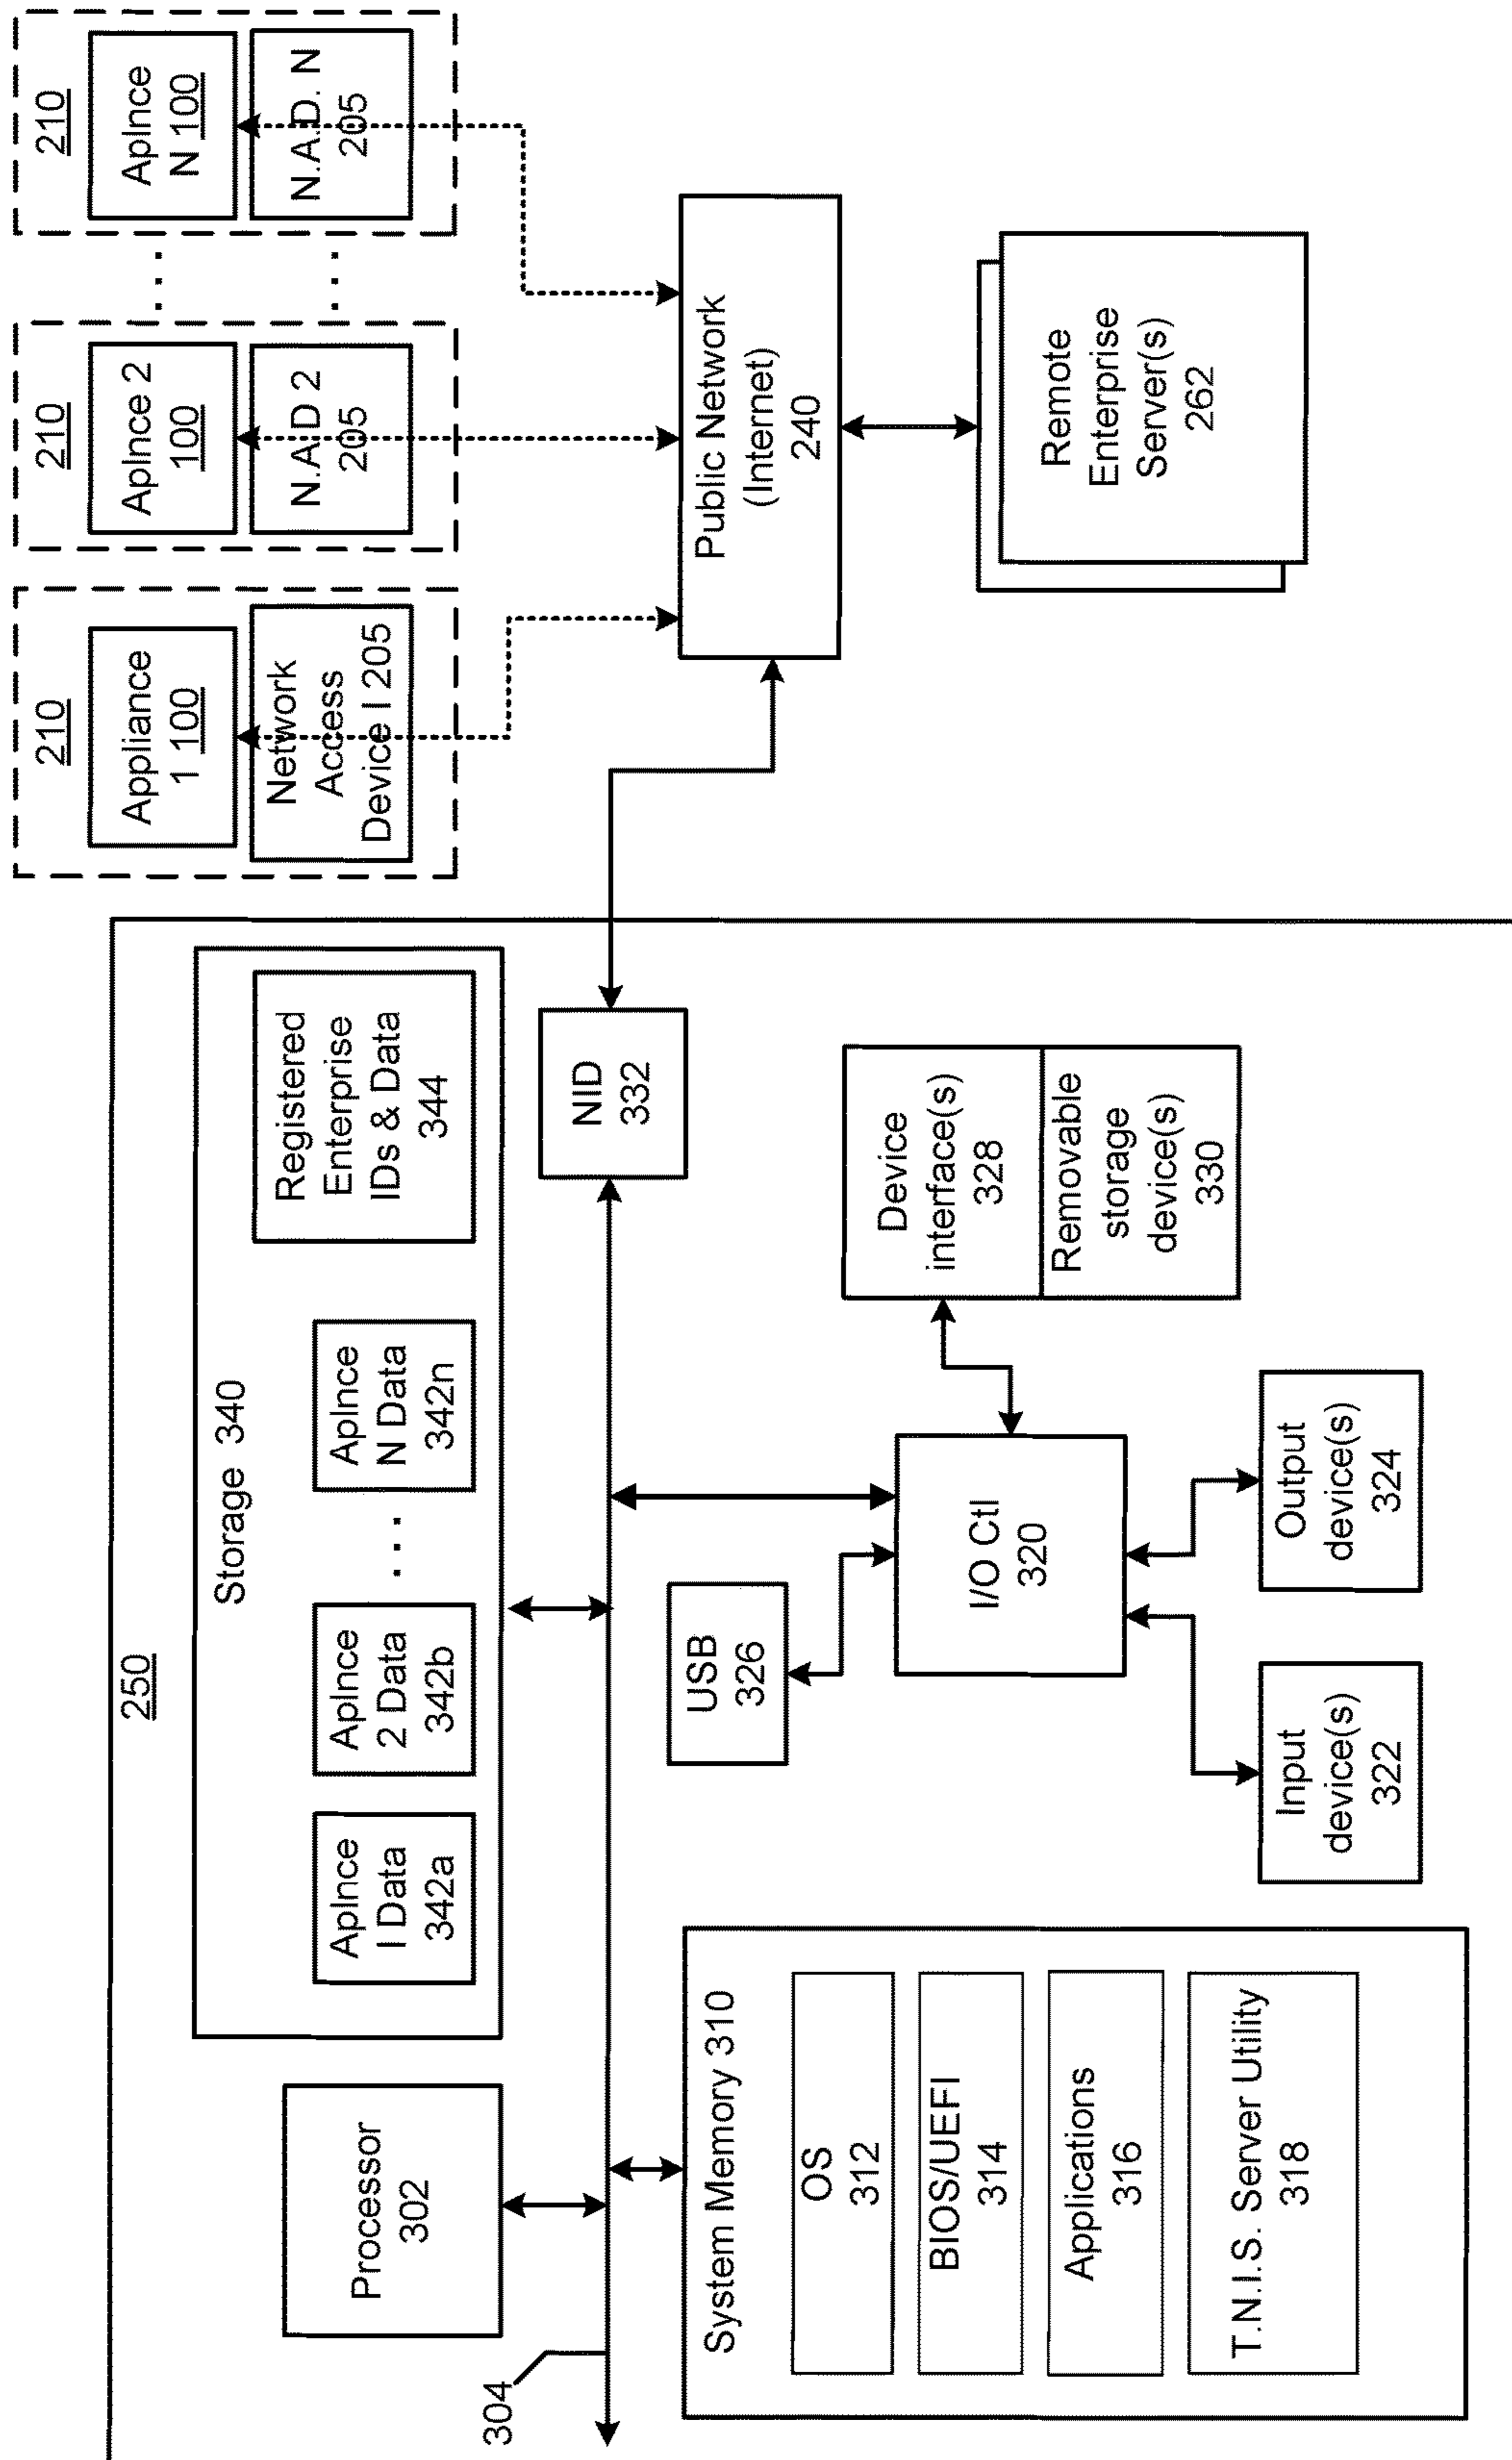 250
Processor
302
304
Storage 340
Aplnce
I Data
342a
Aplnce
2 Data
342b
. . .
Aplnce
N Data
342n
Registered
Enterprise
IDs & Data
344
NID
332
System Memory 310
OS
312
BIOS/UEFI
314
Applications
316
T.N.I.S. Server Utility
318
USB
326
I/O Ctl
320
Input
device(s)
322
Output
device(s)
324
Device
interface(s)
328
Removable
storage
device(s)
330
210
Appliance
1 100
Network
Access
Device I 205
210
Aplnce 2
100
N.A.D 2
205
. . .
. . .
210
Aplnce
N 100
N.A.D. N
205
Public Network
(Internet)
240
Remote
Enterprise
Server(s)
262